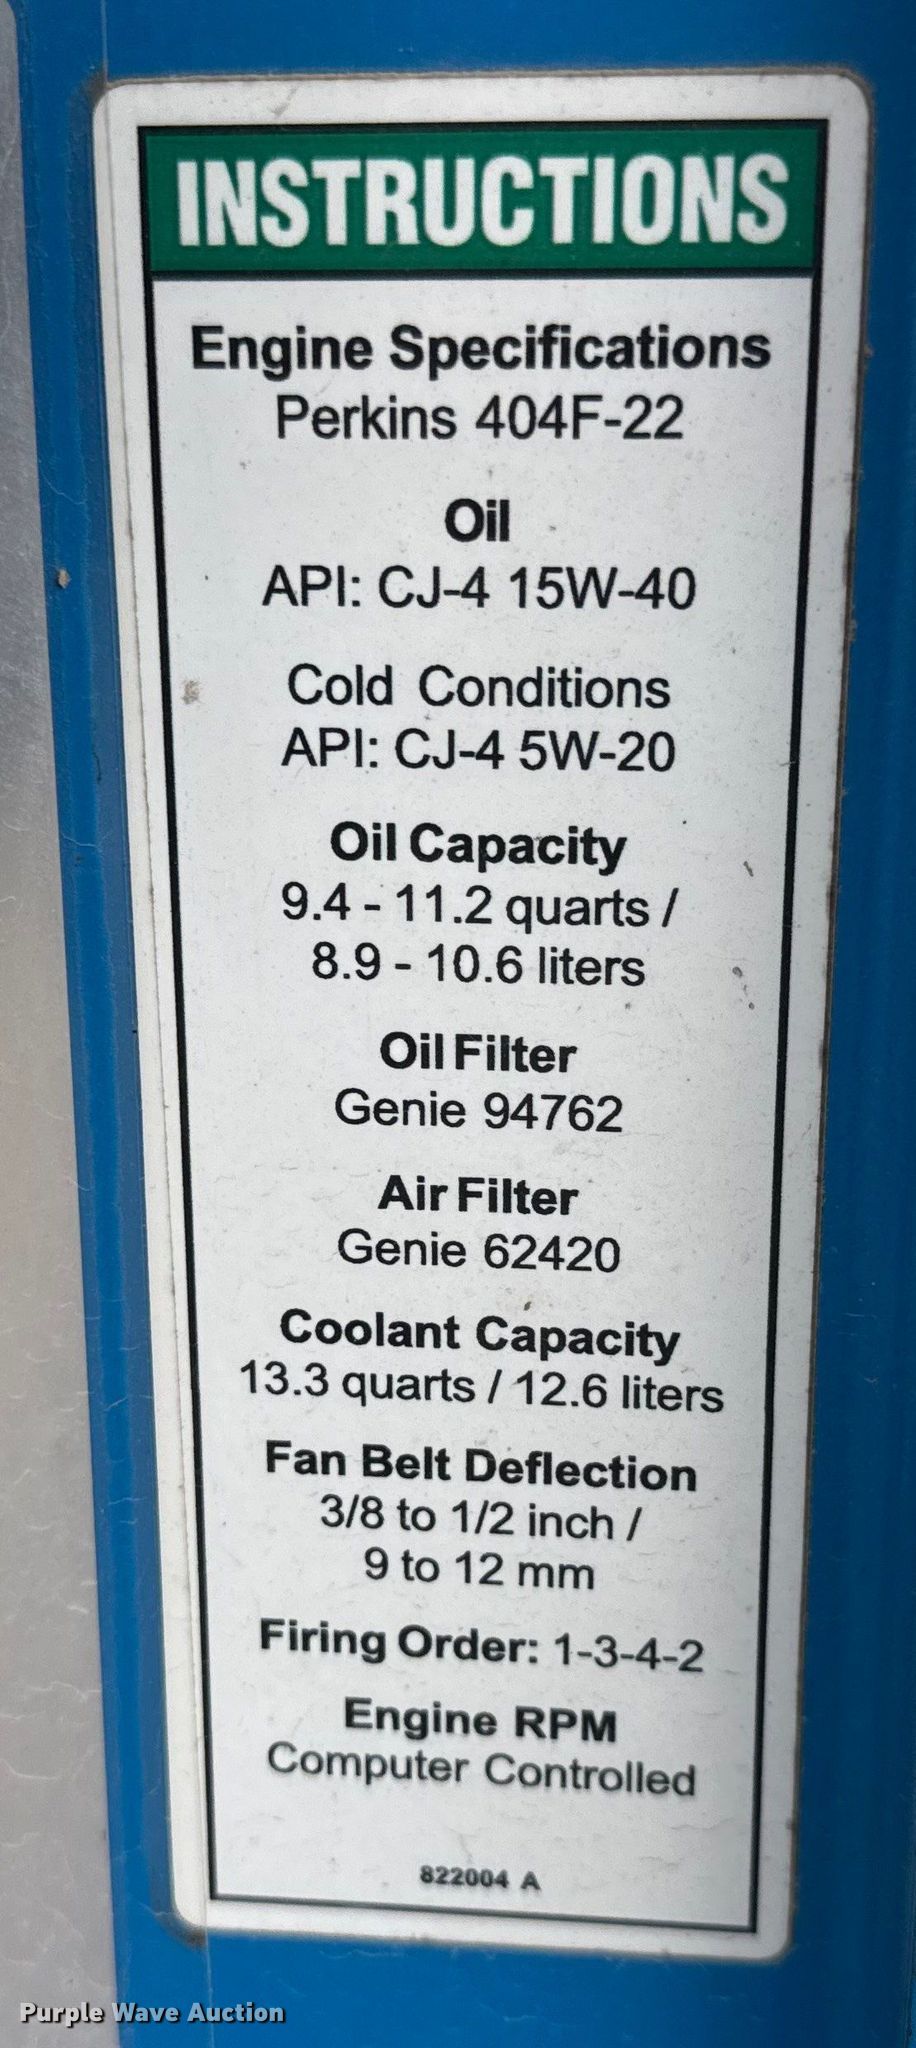 INSTRUCTIONS
Engine Specifications
Perkins 404F-22
Oil
API: CJ-4 15W-40
Cold Conditions
API: CJ-4 5W-20
Oil Capacity
9.4 - 11.2 quarts /
8.9 - 10.6 liters
Oil Filter
Genie 94762
Air Filter
Genie 62420
Coolant Capacity
13.3 quarts / 12.6 liters
Fan Belt Deflection
3/8 to 1/2 inch /
9 to 12 mm
Firing Order: 1-3-4-2
Engine RPM
Computer Controlled
822004 A
Purple Wave Auction